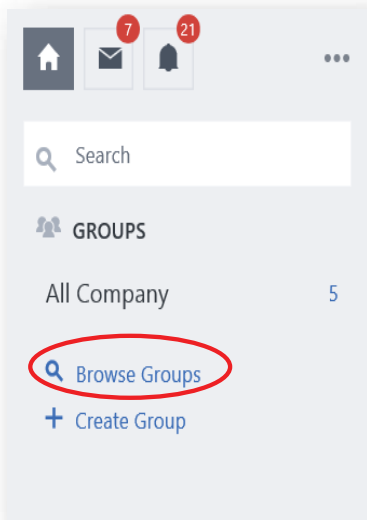 7 21
Search
GROUPS
All Company 5
Browse Groups
Create Group